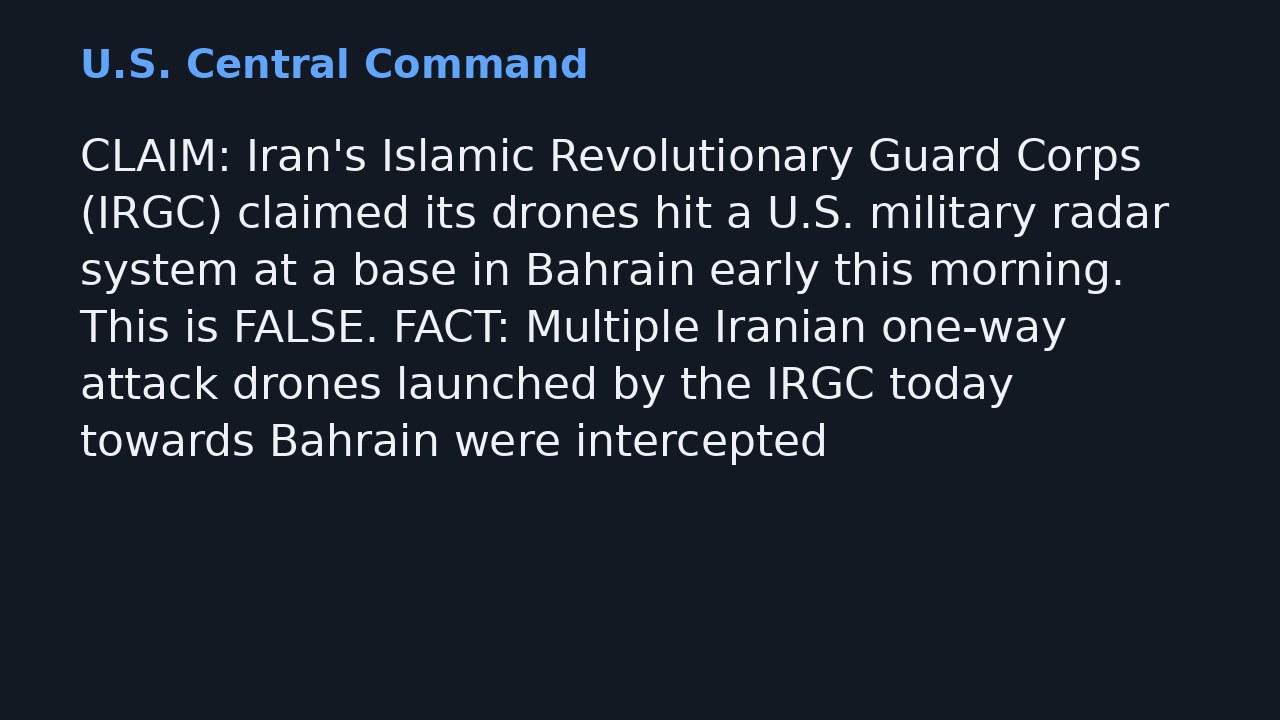 U.S. Central Command
CLAIM: Iran's Islamic Revolutionary Guard Corps
(IRGC) claimed its drones hit a U.S. military radar
system at a base in Bahrain early this morning.
This is FALSE. FACT: Multiple Iranian one-way
attack drones launched by the IRGC today
towards Bahrain were intercepted